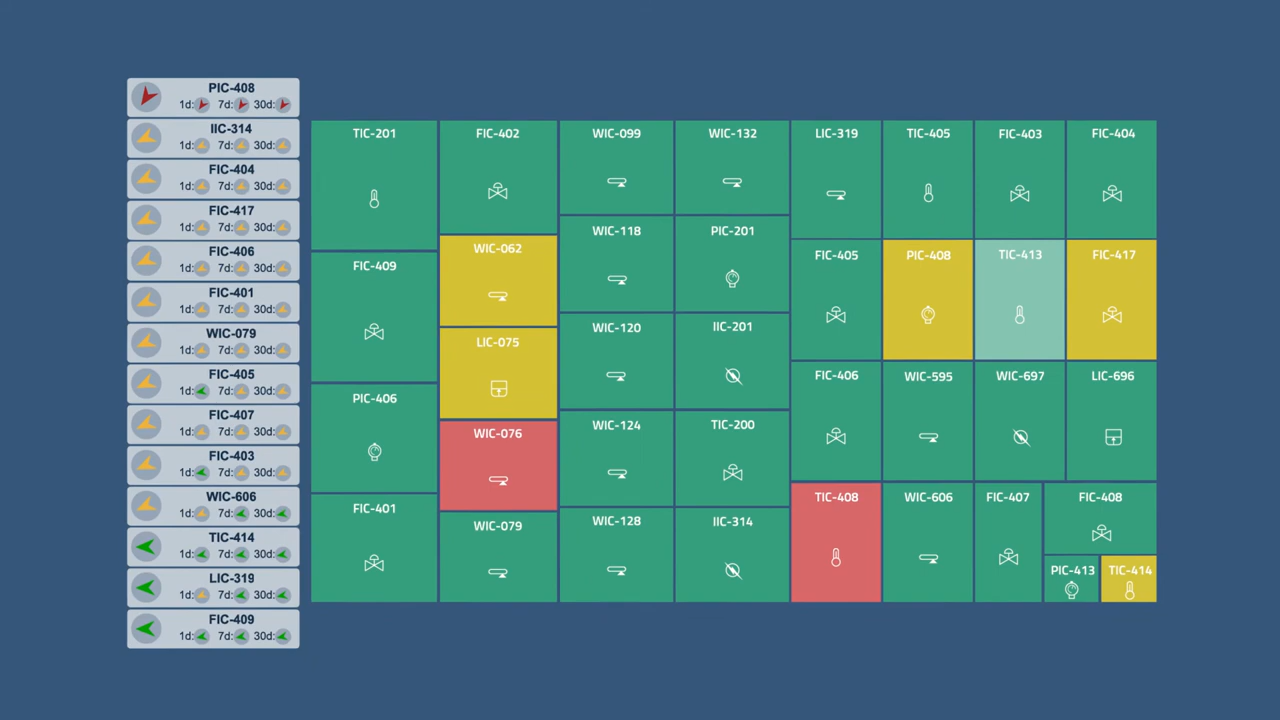 PIC-408
1d: 7d: 30d:
IIC-314
1d: 7d: 30d:
FIC-404
1d: 7d: 30d:
FIC-417
1d: 7d: 30d:
FIC-406
1d: 7d: 30d:
FIC-401
1d: 7d: 30d:
WIC-079
1d: 7d: 30d:
FIC-405
1d: 7d: 30d:
FIC-407
1d: 7d: 30d:
FIC-403
1d: 7d: 30d:
WIC-606
1d: 7d: 30d:
TIC-414
1d: 7d: 30d:
LIC-319
1d: 7d: 30d:
FIC-409
1d: 7d: 30d:
TIC-201
FIC-409
PIC-406
FIC-401
FIC-402
WIC-062
LIC-075
WIC-076
WIC-079
WIC-099
WIC-118
WIC-120
WIC-124
WIC-128
WIC-132
PIC-201
IIC-201
TIC-200
IIC-314
LIC-319
FIC-405
FIC-406
TIC-408
TIC-405
PIC-408
WIC-595
WIC-606
FIC-403
TIC-413
WIC-697
FIC-407
FIC-404
FIC-417
LIC-696
FIC-408
PIC-413
TIC-414